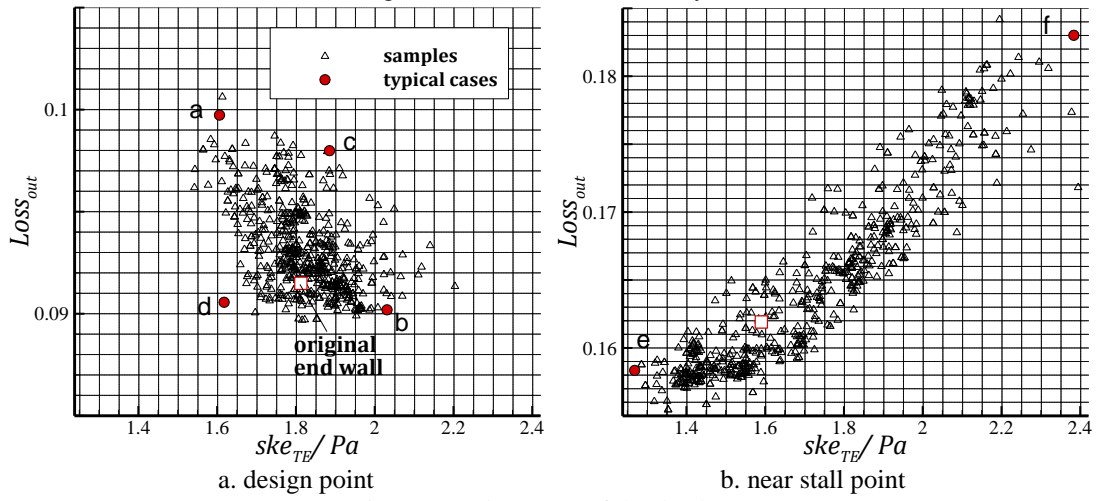 samples
typical cases
a
c
d
b
original
end wall
0.1
0.09
Loss_out
1.4 1.6 1.8 2 2.2 2.4
ske_TE / Pa
a. design point
f
e
0.18
0.17
0.16
Loss_out
1.4 1.6 1.8 2 2.2 2.4
ske_TE / Pa
b. near stall point